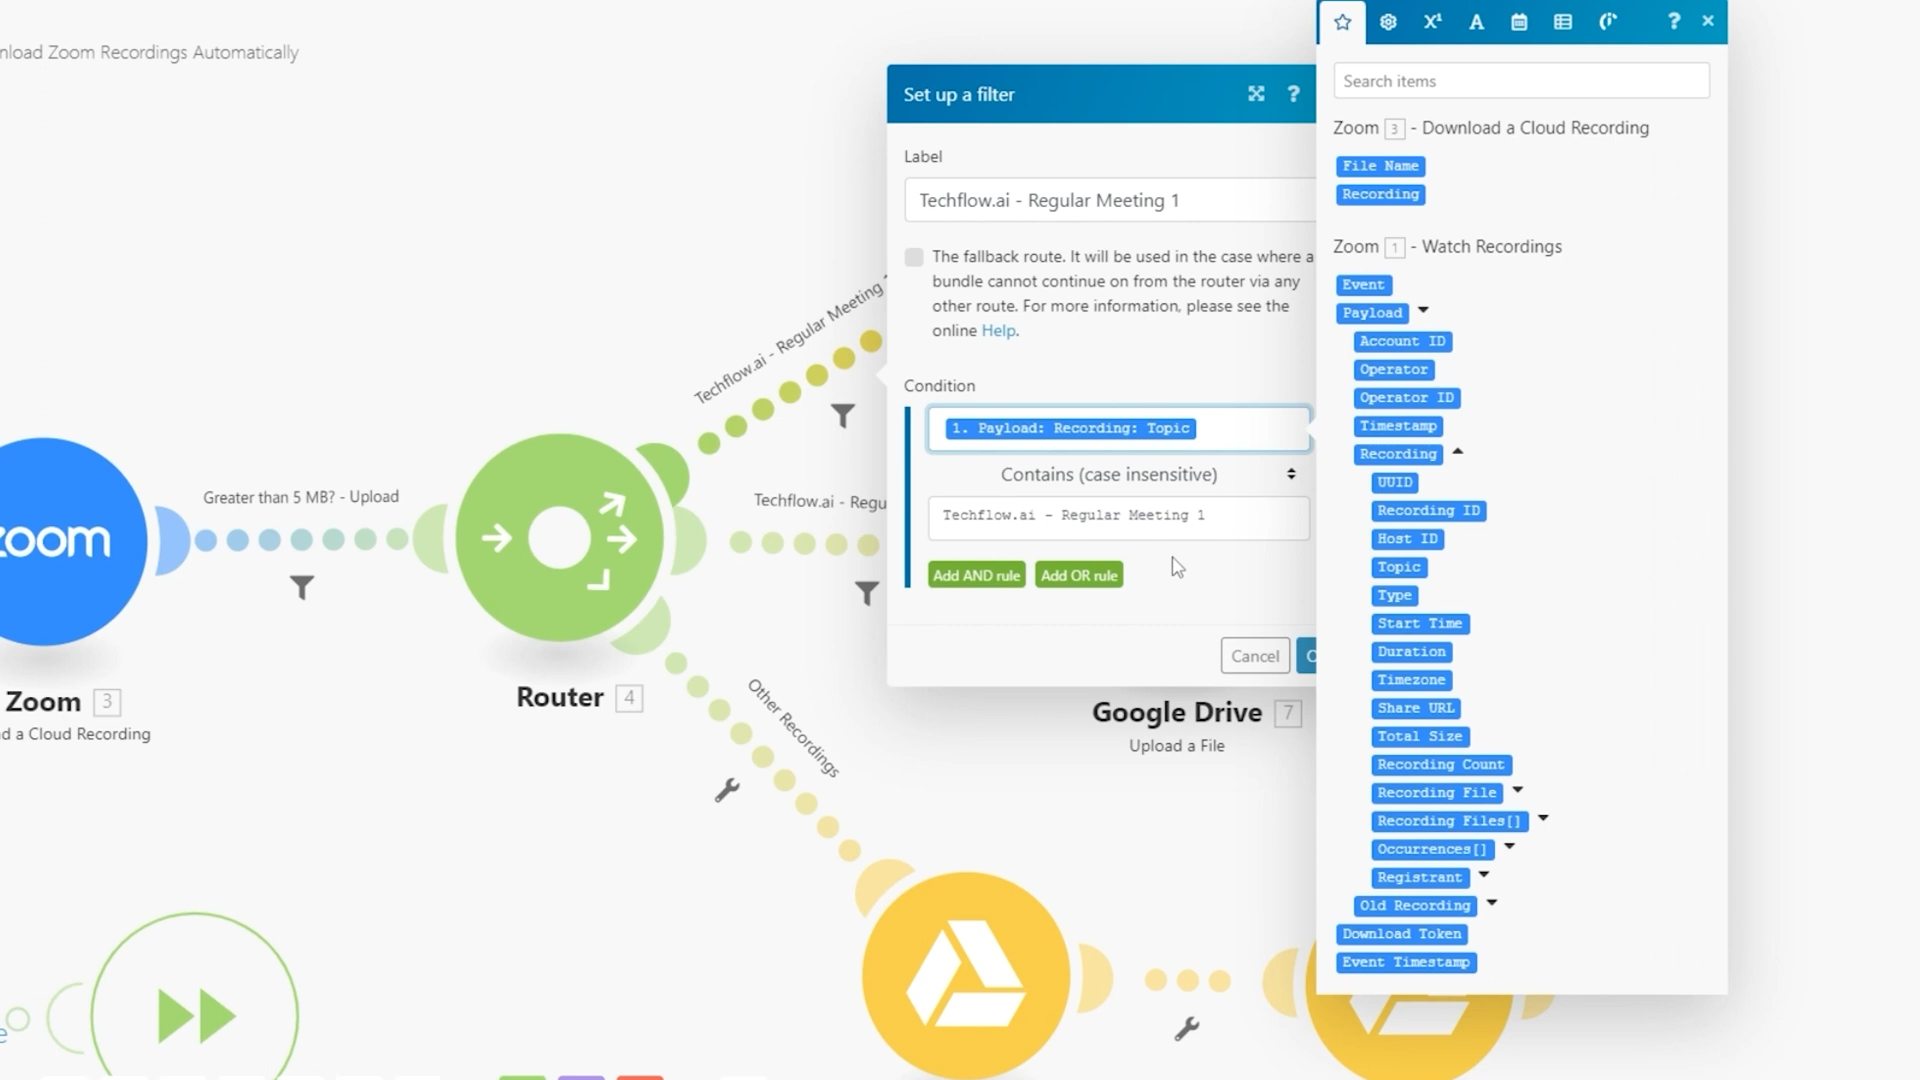 nload Zoom Recordings Automatically
Set up a filter
?
Label
Techflow.ai - Regular Meeting 1
The fallback route. It will be used in the case where a
bundle cannot continue on from the router via any
other route. For more information, please see the
online Help.
Condition
1. Payload: Recording: Topic
Contains (case insensitive)
Techflow.ai - Regular Meeting 1
Add AND rule
Add OR rule
Cancel
O
Techflow.ai - Regular Meeting
Greater than 5 MB? - Upload
Techflow.ai - Regu
Other Recordings
zoom
Zoom 3
d a Cloud Recording
Router 4
Google Drive 7
Upload a File
e
X¹ A ? ×
Search items
Zoom 3 - Download a Cloud Recording
File Name
Recording
Zoom 1 - Watch Recordings
Event
Payload
Account ID
Operator
Operator ID
Timestamp
Recording
UUID
Recording ID
Host ID
Topic
Type
Start Time
Duration
Timezone
Share URL
Total Size
Recording Count
Recording File
Recording Files[]
Occurrences[]
Registrant
Old Recording
Download Token
Event Timestamp